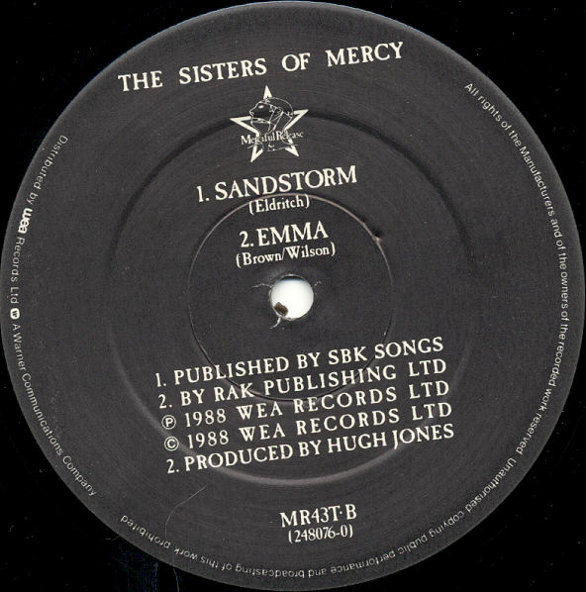 THE SISTERS OF MERCY
Merciful Release
1. SANDSTORM
(Eldritch)
2. EMMA
(Brown/Wilson)
1. PUBLISHED BY SBK SONGS
2. BY RAK PUBLISHING LTD
℗ 1988 WEA RECORDS LTD
© 1988 WEA RECORDS LTD
2. PRODUCED BY HUGH JONES
MR43T·B
(248076-0)
Distributed by wea Records Ltd A Warner Communications Company
All rights of the Manufacturers and of the owners of the recorded work reserved Unauthorised copying public performance and broadcasting of this work prohibited